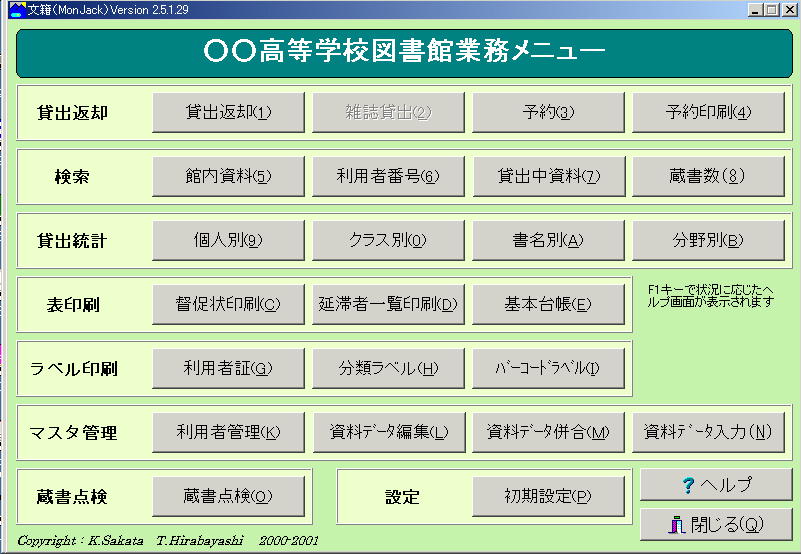 文籍(MonJack) Version 2.5.1.29
〇〇高等学校図書館業務メニュー
貸出返却 貸出返却(1) 雑誌貸出(2) 予約(3) 予約印刷(4)
検索 館内資料(5) 利用者番号(6) 貸出中資料(7) 蔵書数(8)
貸出統計 個人別(9) クラス別(0) 書名別(A) 分野別(B)
表印刷 督促状印刷(C) 延滞者一覧印刷(D) 基本台帳(E)
F1キーで状況に応じたヘ
ルプ画面が表示されます
ラベル印刷 利用者証(G) 分類ラベル(H) バーコードラベル(I)
マスタ管理 利用者管理(K) 資料データ編集(L) 資料データ併合(M) 資料データ入力(N)
蔵書点検 蔵書点検(O) 設定 初期設定(P)
? ヘルプ
閉じる(Q)
Copyright : K.Sakata T.Hirabayashi 2000-2001